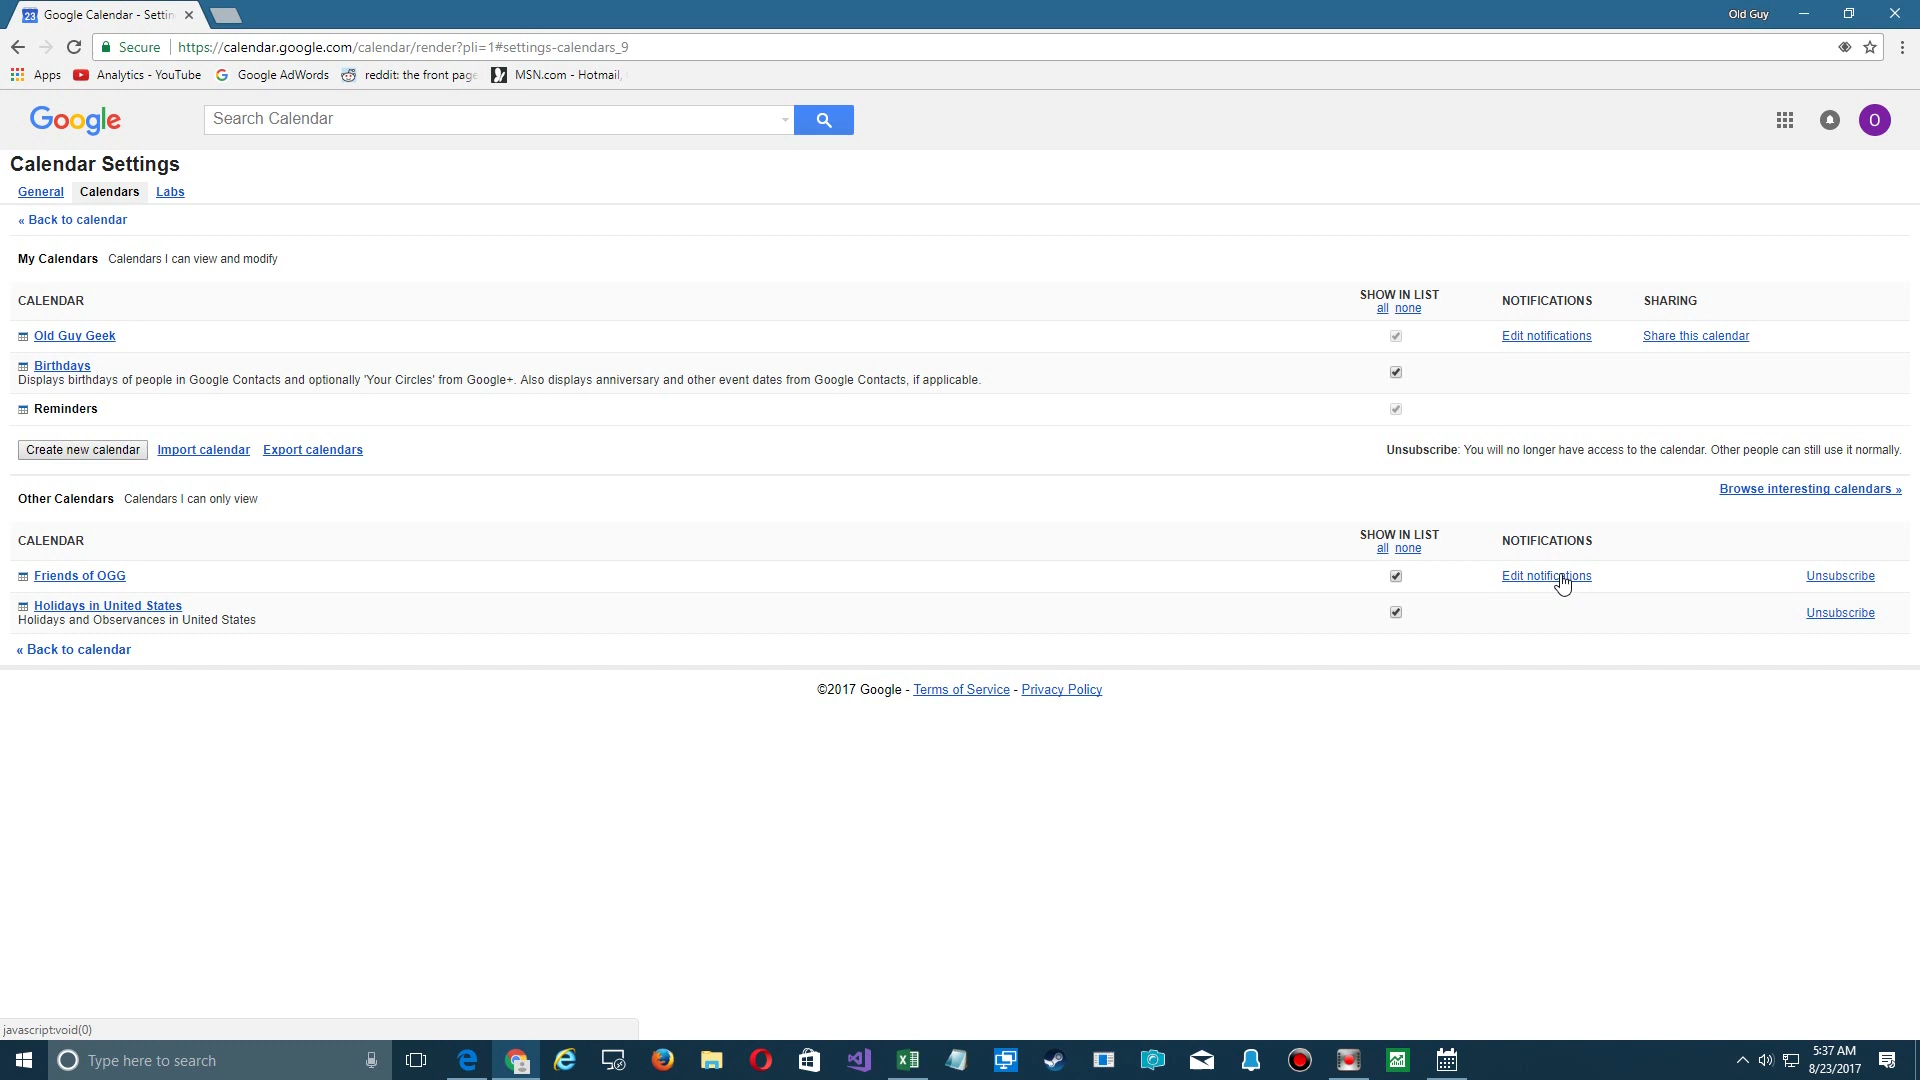 23 Google Calendar - Settin
Old Guy
Secure https://calendar.google.com/calendar/render?pli=1#settings-calendars_9
Apps Analytics - YouTube Google AdWords reddit: the front page MSN.com - Hotmail,
Google
Search Calendar
O
Calendar Settings
General Calendars Labs
« Back to calendar
My Calendars Calendars I can view and modify
CALENDAR SHOW IN LIST NOTIFICATIONS SHARING
all none
Old Guy Geek Edit notifications Share this calendar
Birthdays
Displays birthdays of people in Google Contacts and optionally 'Your Circles' from Google+. Also displays anniversary and other event dates from Google Contacts, if applicable.
Reminders
Create new calendar Import calendar Export calendars Unsubscribe: You will no longer have access to the calendar. Other people can still use it normally.
Browse interesting calendars »
Other Calendars Calendars I can only view
CALENDAR SHOW IN LIST NOTIFICATIONS
all none
Friends of OGG Edit notifications Unsubscribe
Holidays in United States
Holidays and Observances in United States Unsubscribe
« Back to calendar
©2017 Google - Terms of Service - Privacy Policy
javascript:void(0)
Type here to search
5:37 AM
8/23/2017